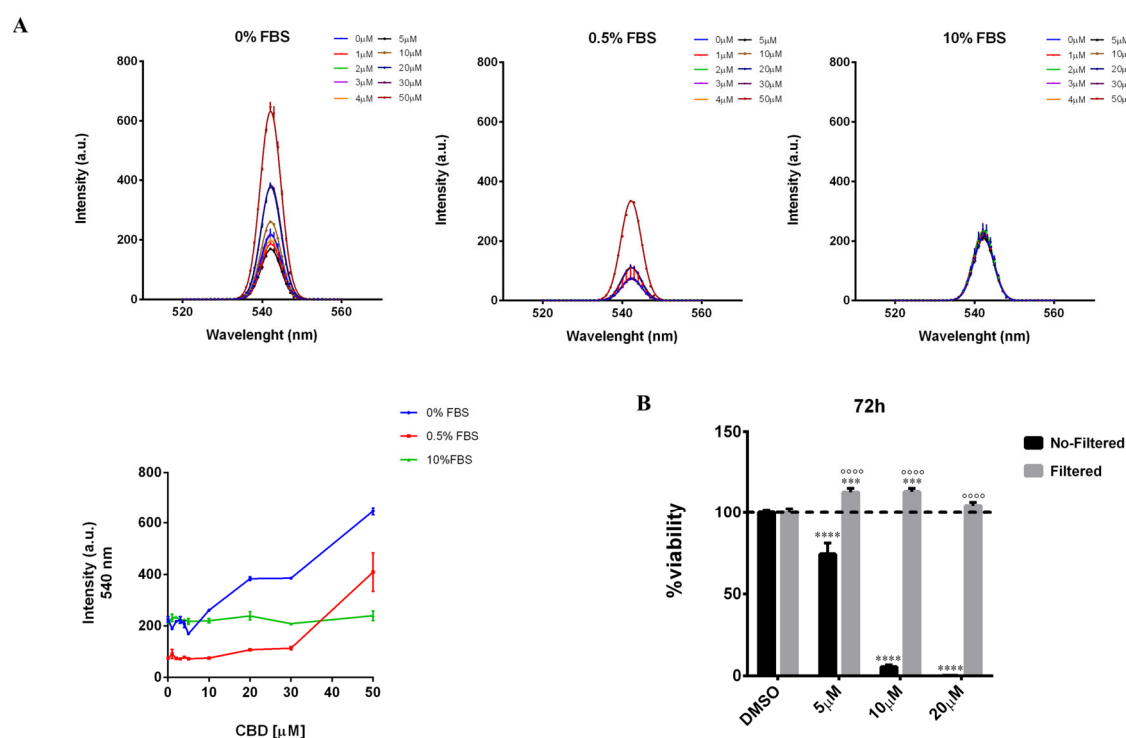 A
0% FBS
0μM 5μM
1μM 10μM
2μM 20μM
3μM 30μM
4μM 50μM
800
600
400
200
0
520 540 560
Intensity (a.u.)
Wavelenght (nm)
0.5% FBS
0μM 5μM
1μM 10μM
2μM 20μM
3μM 30μM
4μM 50μM
800
600
400
200
0
520 540 560
Intensity (a.u.)
Wavelenght (nm)
10% FBS
0μM 5μM
1μM 10μM
2μM 20μ
3μM 30μM
4μM 50μM
800
600
400
200
0
520 540 560
Intensity (a.u.)
Wavelenght (nm)
0% FBS
0.5% FBS
10%FBS
800
600
400
200
0
0 10 20 30 40 50
Intensity (a.u.)
540 nm
CBD [μM]
B
72h
No-Filtered
Filtered
150
100
50
0
%viability
°°°° °°°°
*** *** °°°°
****
**** ****
DMSO 5μM 10μM 20μM